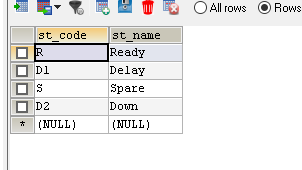 All rows Rows
st_code st_name
R Ready
D1 Delay
S Spare
D2 Down
* (NULL) (NULL)